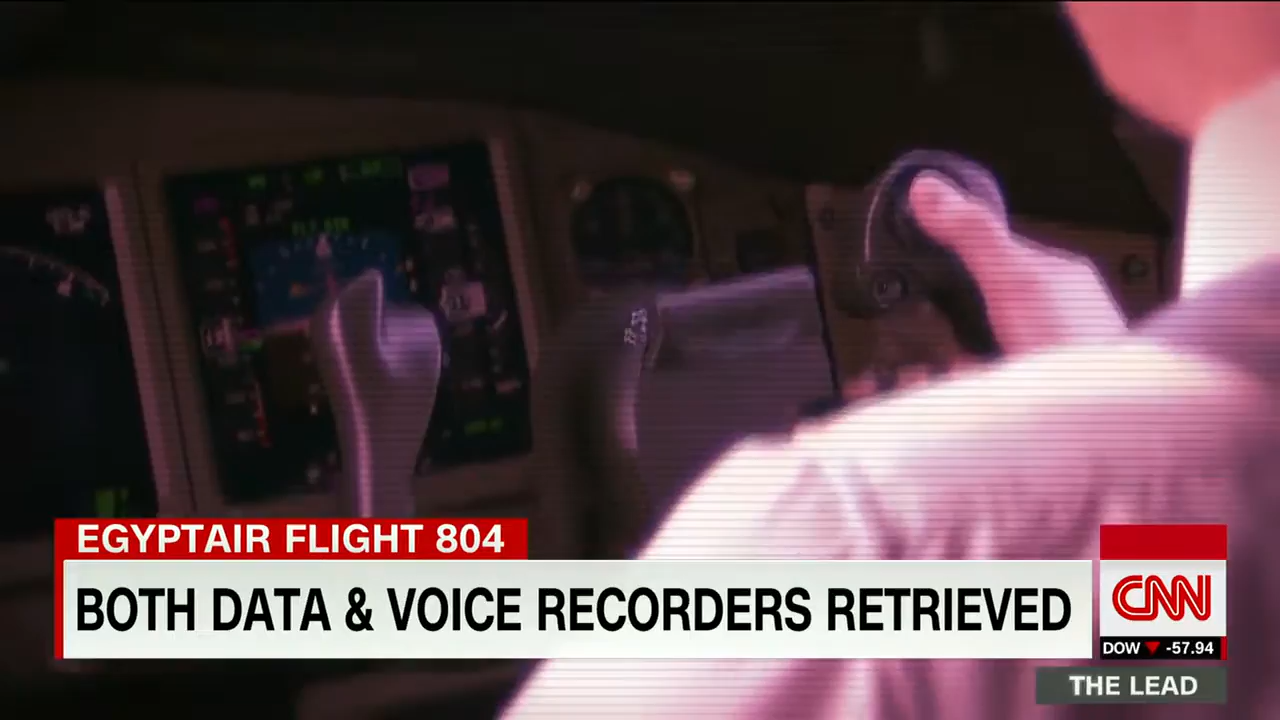 EGYPTAIR FLIGHT 804
BOTH DATA & VOICE RECORDERS RETRIEVED
CNN
DOW -57.94
THE LEAD